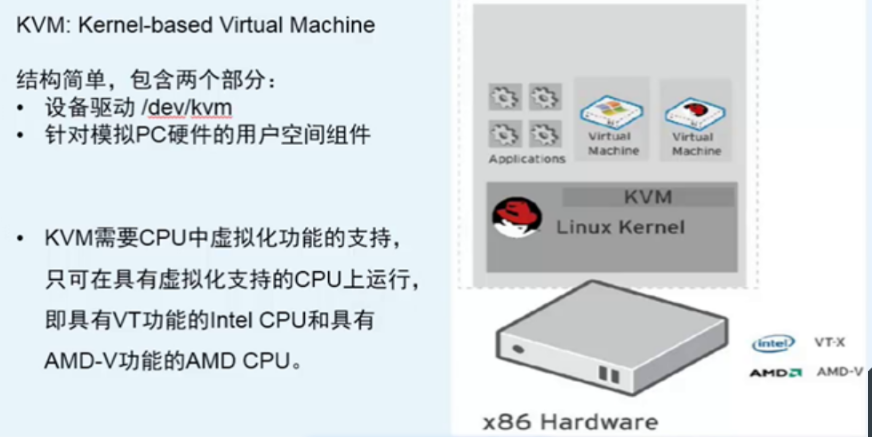 KVM: Kernel-based Virtual Machine
结构简单，包含两个部分：
• 设备驱动 /dev/kvm
• 针对模拟PC硬件的用户空间组件
• KVM需要CPU中虚拟化功能的支持，
只可在具有虚拟化支持的CPU上运行，
即具有VT功能的Intel CPU和具有
AMD-V功能的AMD CPU。
Applications
Virtual
Machine
Virtual
Machine
KVM
Linux Kernel
intel VT-X
AMD AMD-V
x86 Hardware